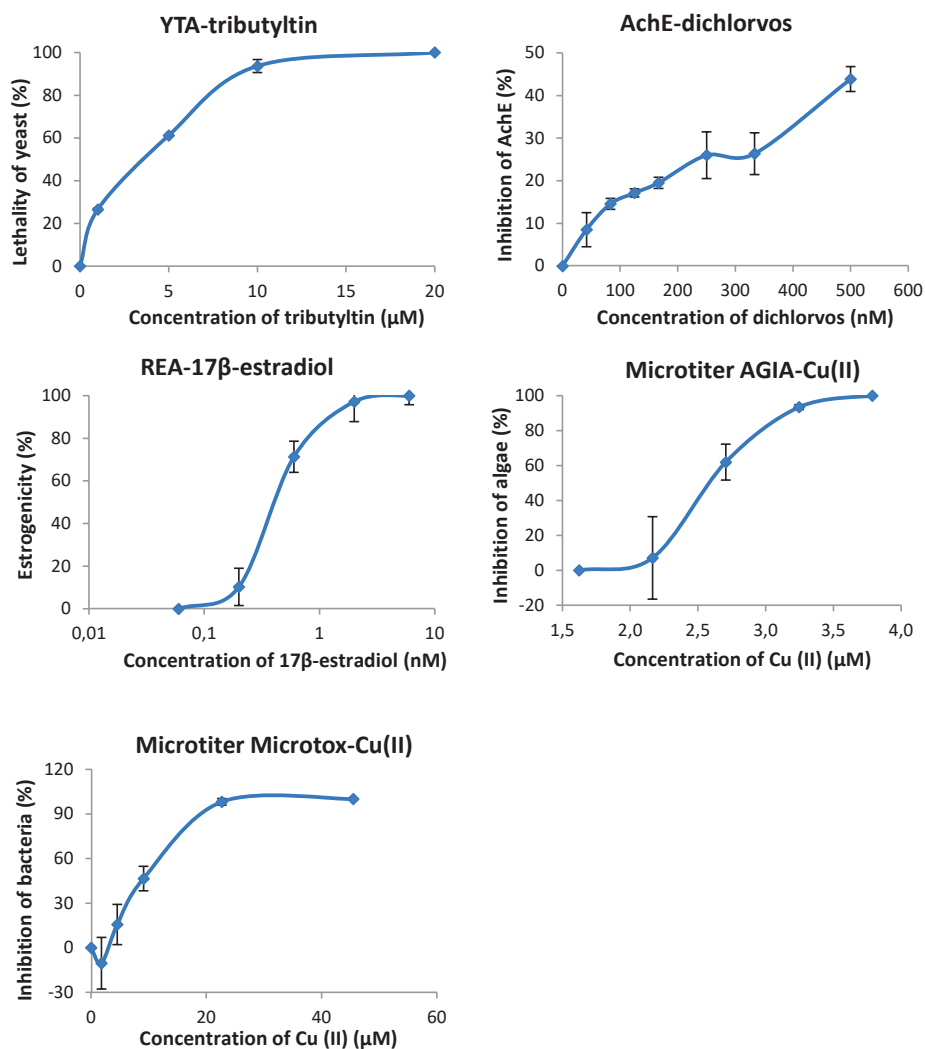 YTA-tributyltin
Lethality of yeast (%)
100
80
60
40
20
0
0 5 10 15 20
Concentration of tributyltin (µM)
AchE-dichlorvos
Inhibition of AchE (%)
50
40
30
20
10
0
0 100 200 300 400 500 600
Concentration of dichlorvos (nM)
REA-17β-estradiol
Estrogenicity (%)
100
80
60
40
20
0
0,01 0,1 1 10
Concentration of 17β-estradiol (nM)
Microtiter AGIA-Cu(II)
Inhibition of algae (%)
100
80
60
40
20
0
-20
1,5 2,0 2,5 3,0 3,5 4,0
Concentration of Cu (II) (µM)
Microtiter Microtox-Cu(II)
Inhibition of bacteria (%)
120
90
60
30
0
-30
0 20 40 60
Concentration of Cu (II) (µM)